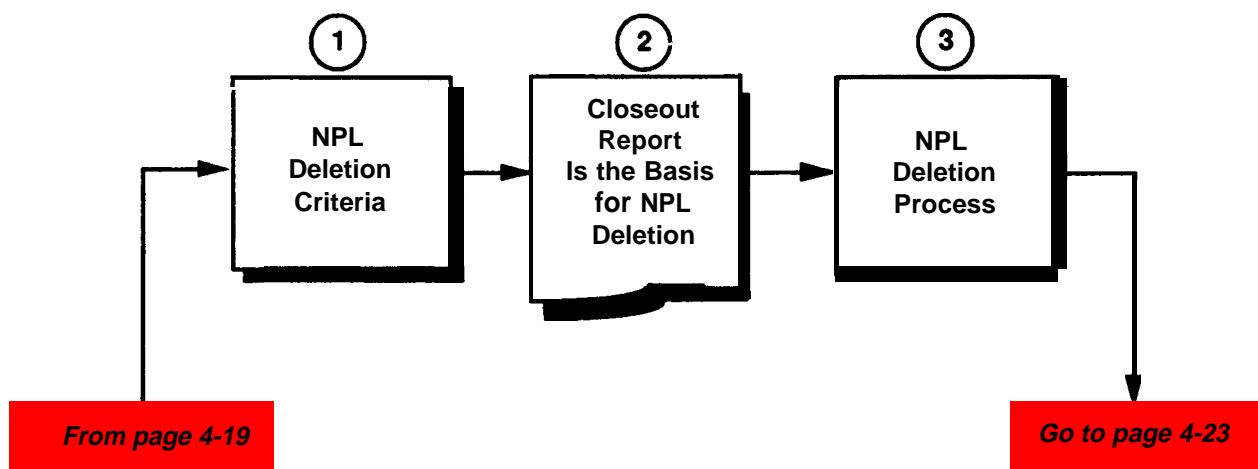 1
2
3
NPL
Deletion
Criteria
Closeout
Report
Is the Basis
for NPL
Deletion
NPL
Deletion
Process
From page 4-19
Go to page 4-23